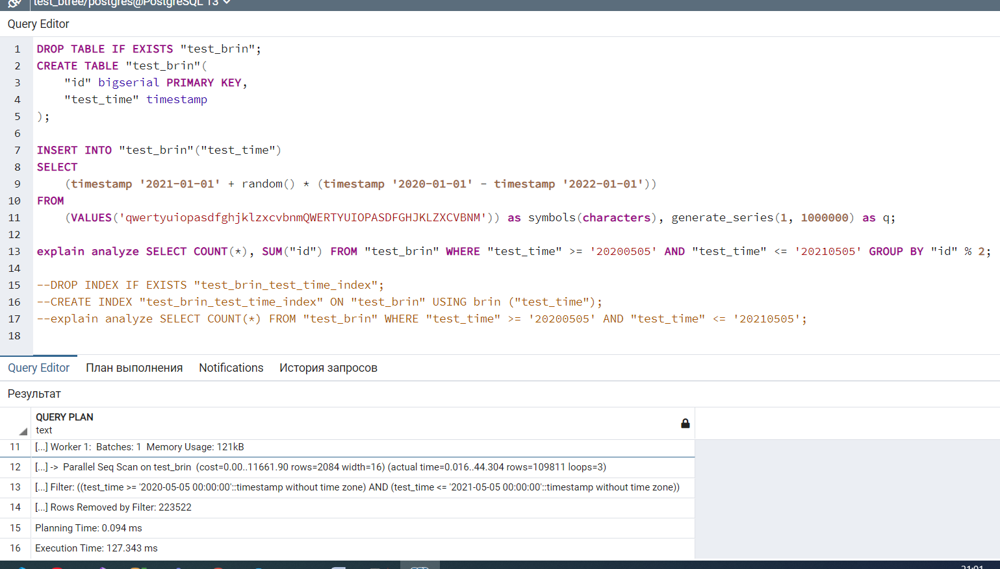 test_btree/postgres@PostgreSQL 13
Query Editor
1 DROP TABLE IF EXISTS "test_brin";
2 CREATE TABLE "test_brin"(
3 "id" bigserial PRIMARY KEY,
4 "test_time" timestamp
5 );
6
7 INSERT INTO "test_brin"("test_time")
8 SELECT
9 (timestamp '2021-01-01' + random() * (timestamp '2020-01-01' - timestamp '2022-01-01'))
10 FROM
11 (VALUES('qwertyuiopasdfghjklzxcvbnmQWERTYUIOPASDFGHJKLZXCVBNM')) as symbols(characters), generate_series(1, 1000000) as q;
12
13 explain analyze SELECT COUNT(*), SUM("id") FROM "test_brin" WHERE "test_time" >= '20200505' AND "test_time" <= '20210505' GROUP BY "id" % 2;
14
15 --DROP INDEX IF EXISTS "test_brin_test_time_index";
16 --CREATE INDEX "test_brin_test_time_index" ON "test_brin" USING brin ("test_time");
17 --explain analyze SELECT COUNT(*) FROM "test_brin" WHERE "test_time" >= '20200505' AND "test_time" <= '20210505';
18
Query Editor План выполнения Notifications История запросов
Результат
QUERY PLAN
text
11 [...] Worker 1: Batches: 1 Memory Usage: 121kB
12 [...] -> Parallel Seq Scan on test_brin (cost=0.00..11661.90 rows=2084 width=16) (actual time=0.016..44.304 rows=109811 loops=3)
13 [...] Filter: ((test_time >= '2020-05-05 00:00:00'::timestamp without time zone) AND (test_time <= '2021-05-05 00:00:00'::timestamp without time zone))
14 [...] Rows Removed by Filter: 223522
15 Planning Time: 0.094 ms
16 Execution Time: 127.343 ms
21:01